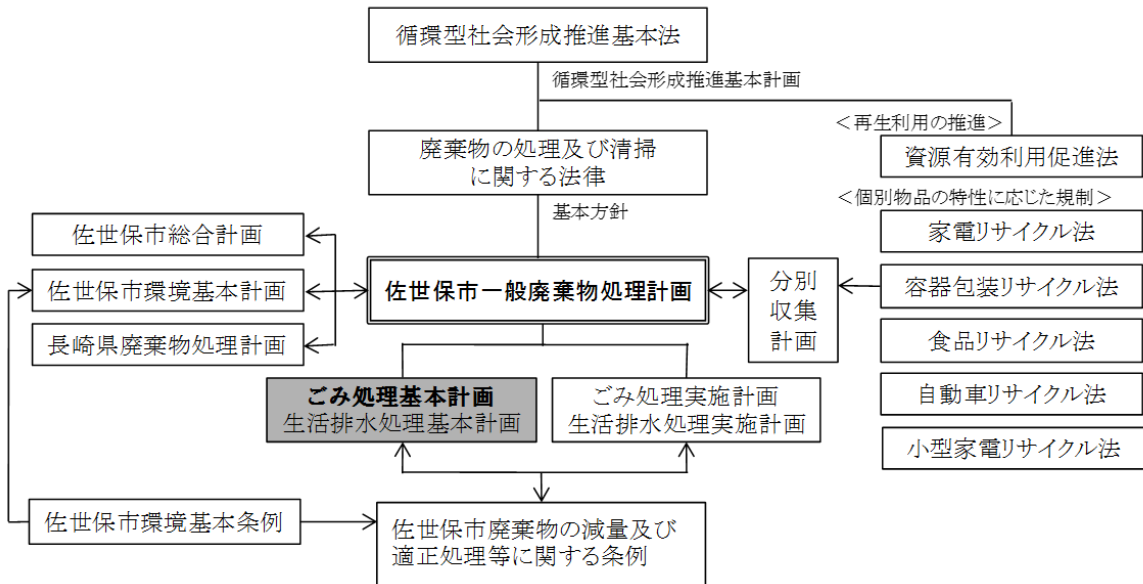 循環型社会形成推進基本法
循環型社会形成推進基本計画
＜再生利用の推進＞
廃棄物の処理及び清掃
に関する法律
資源有効利用促進法
＜個別物品の特性に応じた規制＞
基本方針
佐世保市総合計画
家電リサイクル法
佐世保市環境基本計画
佐世保市一般廃棄物処理計画
分別
収集
計画
容器包装リサイクル法
長崎県廃棄物処理計画
食品リサイクル法
ごみ処理基本計画
生活排水処理基本計画
ごみ処理実施計画
生活排水処理実施計画
自動車リサイクル法
小型家電リサイクル法
佐世保市環境基本条例
佐世保市廃棄物の減量及び
適正処理等に関する条例